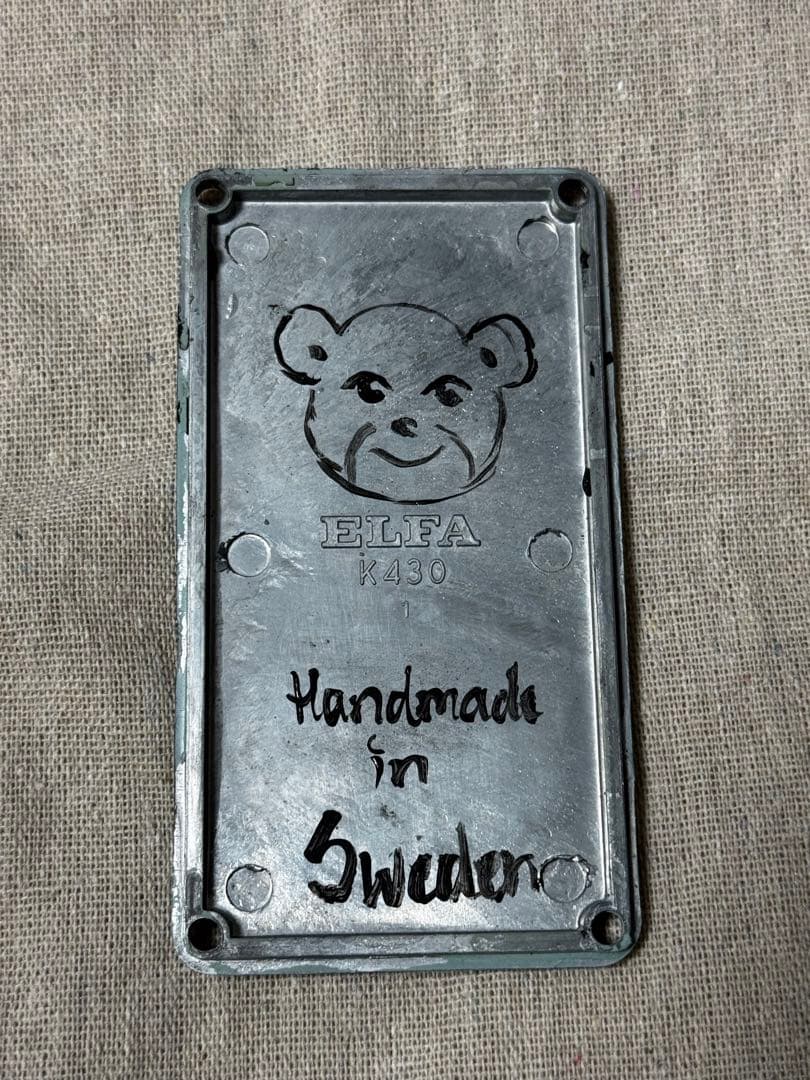 ELFA
K430
1
Handmade
in
Sweden